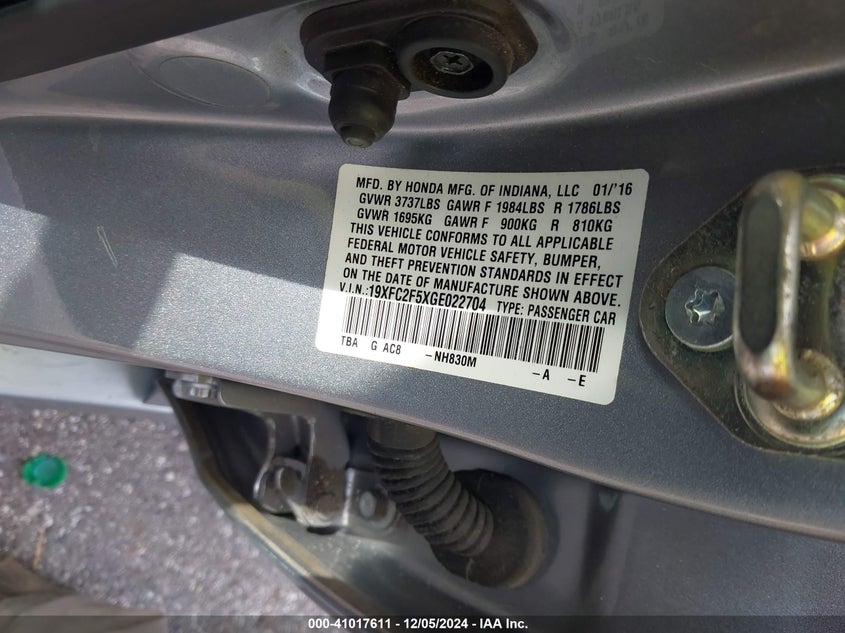 MFD. BY HONDA MFG. OF INDIANA, LLC 01/'16
GVWR 3737LBS GAWR F 1984LBS R 1786LBS
GVWR 1695KG GAWR F 900KG R 810KG
THIS VEHICLE CONFORMS TO ALL APPLICABLE
FEDERAL MOTOR VEHICLE SAFETY, BUMPER,
AND THEFT PREVENTION STANDARDS IN EFFECT
ON THE DATE OF MANUFACTURE SHOWN ABOVE.
V.I.N.:19XFC2F5XGE022704 TYPE: PASSENGER CAR
TBA G AC8 -NH830M -A -E
000-41017611 - 12/05/2024 - IAA Inc.